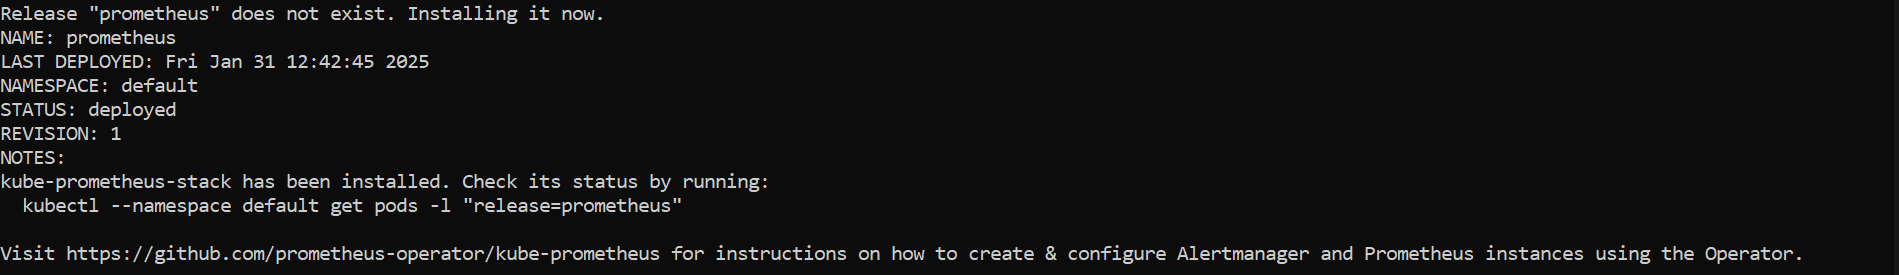 Release "prometheus" does not exist. Installing it now.
NAME: prometheus
LAST DEPLOYED: Fri Jan 31 12:42:45 2025
NAMESPACE: default
STATUS: deployed
REVISION: 1
NOTES:
kube-prometheus-stack has been installed. Check its status by running:
  kubectl --namespace default get pods -l "release=prometheus"

Visit https://github.com/prometheus-operator/kube-prometheus for instructions on how to create & configure Alertmanager and Prometheus instances using the Operator.